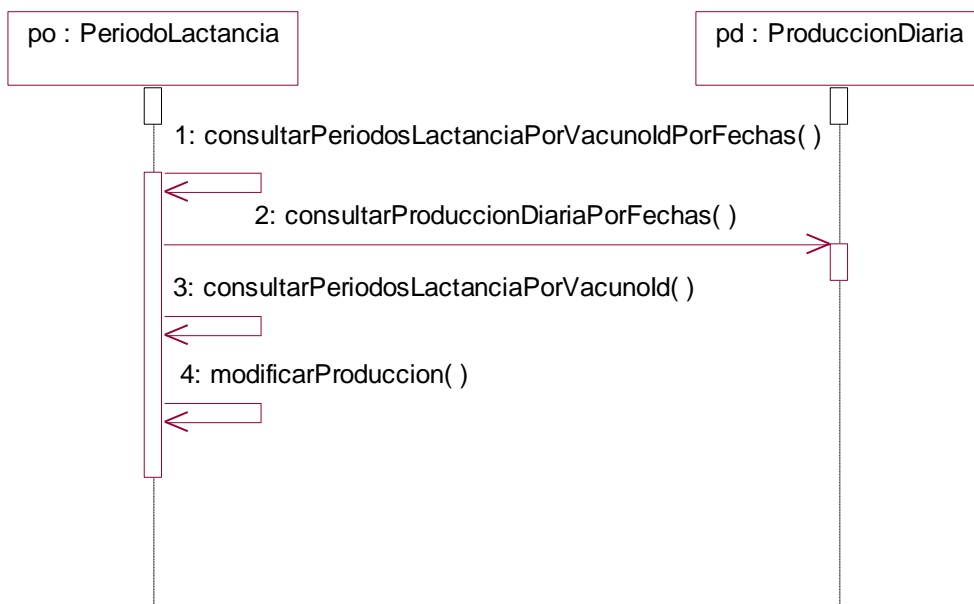 po : PeriodoLactancia
pd : ProduccionDiaria
1: consultarPeriodosLactanciaPorVacunoIdPorFechas( )
2: consultarProduccionDiariaPorFechas( )
3: consultarPeriodosLactanciaPorVacunoId( )
4: modificarProduccion( )